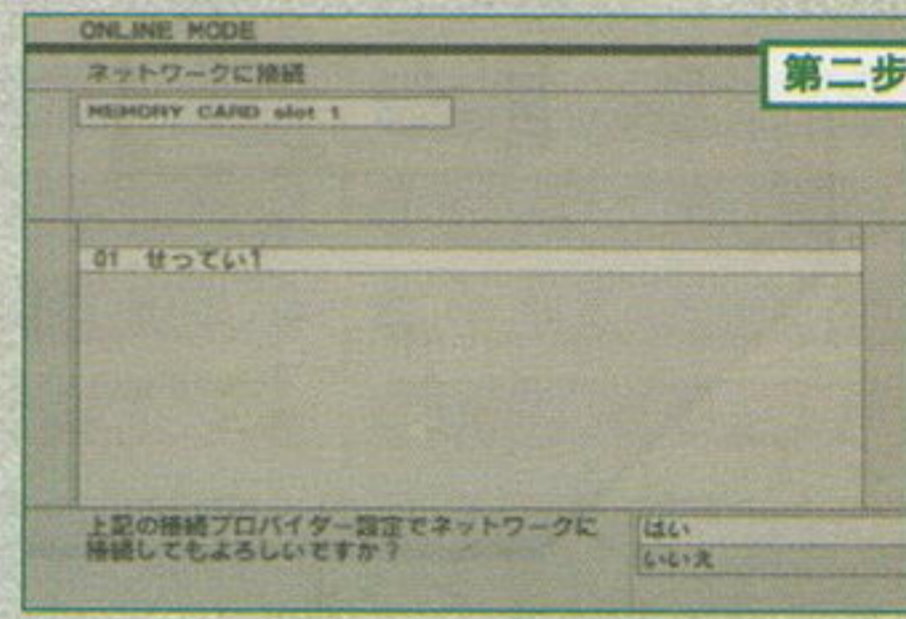 ONLINE MODE
第二步
ネットワークに接続
MEMORY CARD slot 1
01 せってい1
上記の接続プロバイダー設定でネットワークに
接続してもよろしいですか？
はい
いいえ